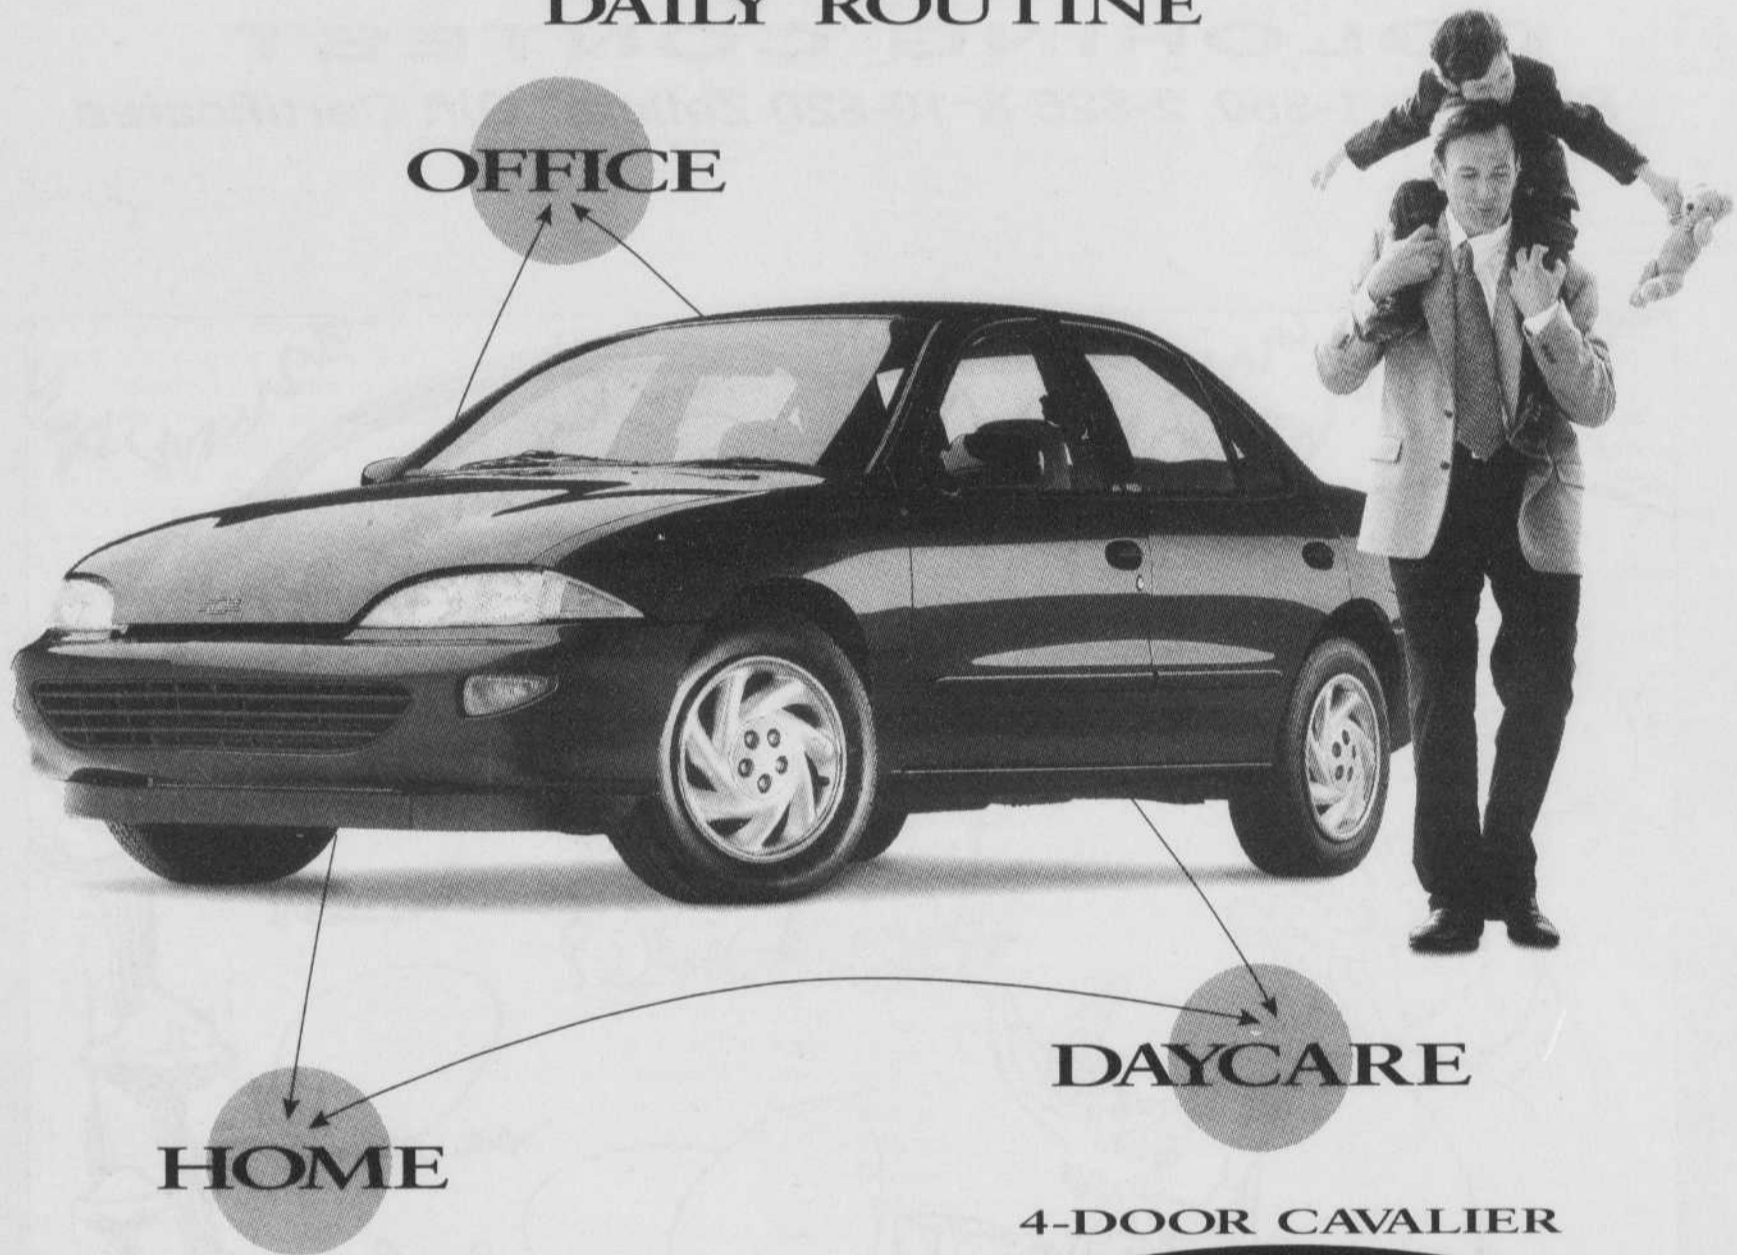 DAILY ROUTINE
OFFICE
DAYCARE
HOME
4-DOOR CAVALIER